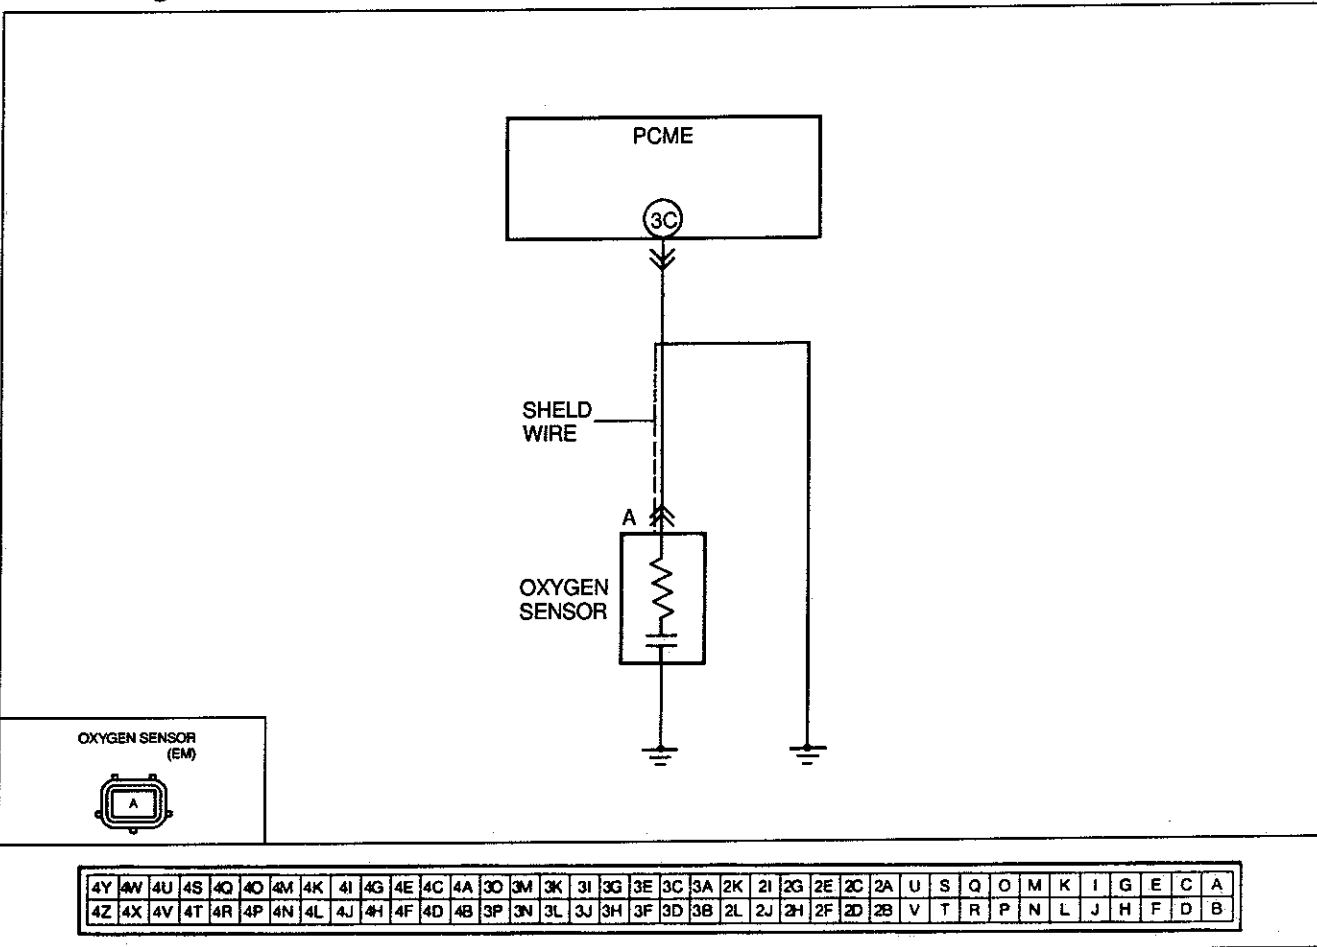 PCME
3C
SHELD
WIRE
A
OXYGEN
SENSOR
OXYGEN SENSOR
(EM)
A
4Y 4W 4U 4S 4Q 4O 4M 4K 4I 4G 4E 4C 4A 3O 3M 3K 3I 3G 3E 3C 3A 2K 2I 2G 2E 2C 2A U S Q O M K I G E C A
4Z 4X 4V 4T 4R 4P 4N 4L 4J 4H 4F 4D 4B 3P 3N 3L 3J 3H 3F 3D 3B 2L 2J 2H 2F 2D 2B V T R P N L J H F D B